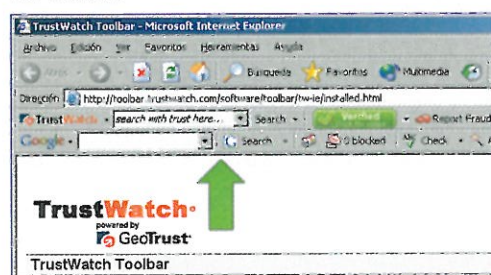 TrustWatch Toolbar - Microsoft Internet Explorer
Archivo Edición Ver Favoritos Herramientas Ayuda
Atrás Búsqueda Favoritos Multimedia
Dirección http://toolbar.trustwatch.com/software/toolbar/tw-ie/installed.html
TrustWatch search with trust here... Search Verified Report Fraud
Google Search 0 blocked Check
TrustWatch
powered by
GeoTrust
TrustWatch Toolbar